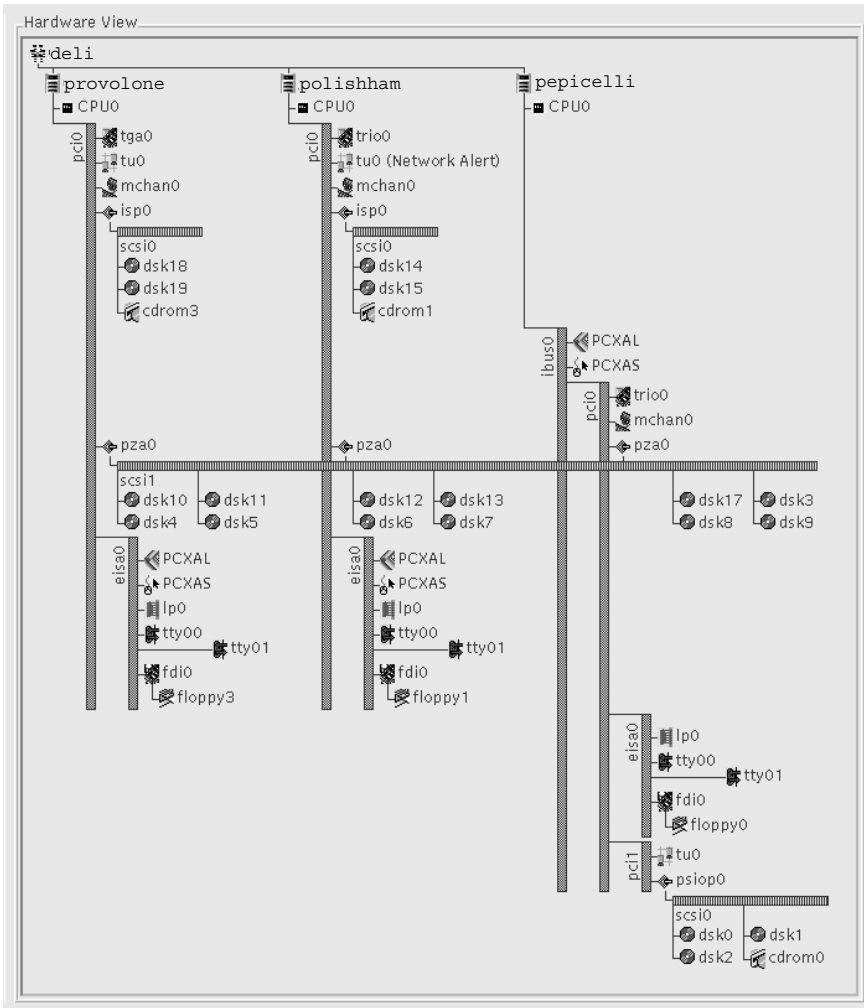 Hardware View
deli
provolone polishham pepicelli
CPU0 CPU0 CPU0
pci0 tga0 pci0 trio0
tu0 tu0 (Network Alert)
mchan0 mchan0
isp0 isp0
scsi0 scsi0
dsk18 dsk14
dsk19 dsk15
cdrom3 cdrom1
ibus0 PCXAL
PCXAS
pci0 trio0
mchan0
pza0 pza0 pza0
scsi1
dsk10 dsk11 dsk12 dsk13 dsk17 dsk3
dsk4 dsk5 dsk6 dsk7 dsk8 dsk9
eisa0 PCXAL eisa0 PCXAL
PCXAS PCXAS
lp0 lp0
tty00 tty00
tty01 tty01
fdi0 fdi0
floppy3 floppy1
eisa0 lp0
tty00
tty01
fdi0
floppy0
pci1 tu0
psiop0
scsi0
dsk0 dsk1
dsk2 cdrom0